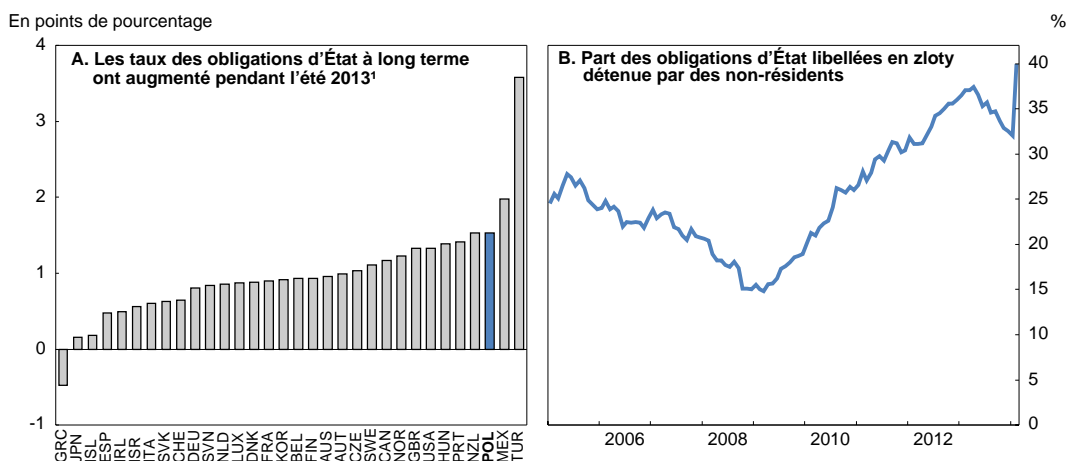 En points de pourcentage
%
A. Les taux des obligations d’État à long terme
ont augmenté pendant l’été 2013¹
4
3
2
1
0
-1
GRC JPN ISL ESP IRL ISR ITA SVK CHE DEU SVN NLD LUX DNK FRA KOR BEL FIN AUS AUT CZE SWE CAN NOR GBR USA HUN PRT NZL POL MEX TUR
B. Part des obligations d’État libellées en zloty
détenue par des non-résidents
40
35
30
25
20
15
10
5
0
2006 2008 2010 2012